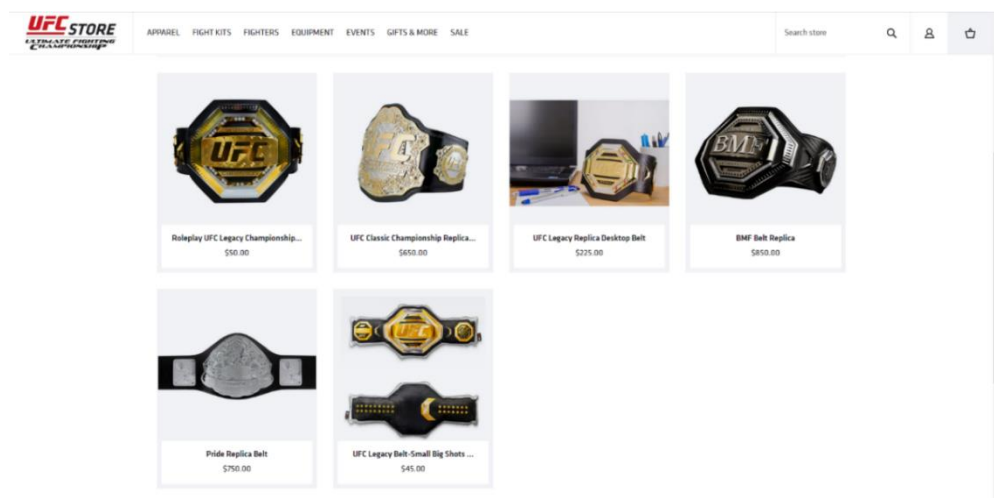 UFC STORE
ULTIMATE FIGHTING
CHAMPIONSHIP
APPAREL FIGHT KITS FIGHTERS EQUIPMENT EVENTS GIFTS & MORE SALE
Search store
UFC
UFC
BMF
Roleplay UFC Legacy Championship...
$50.00
UFC Classic Championship Replica...
$650.00
UFC Legacy Replica Desktop Belt
$225.00
BMF Belt Replica
$850.00
UFC
Pride Replica Belt
$750.00
UFC Legacy Belt-Small Big Shots ...
$45.00